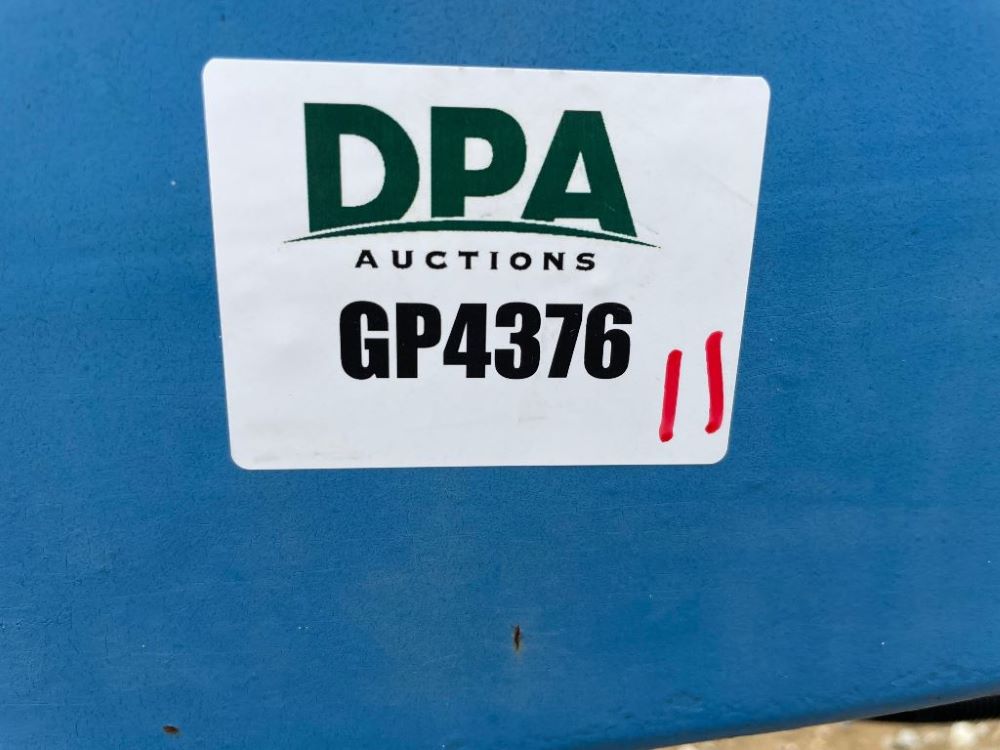 DPA
AUCTIONS
GP4376
11